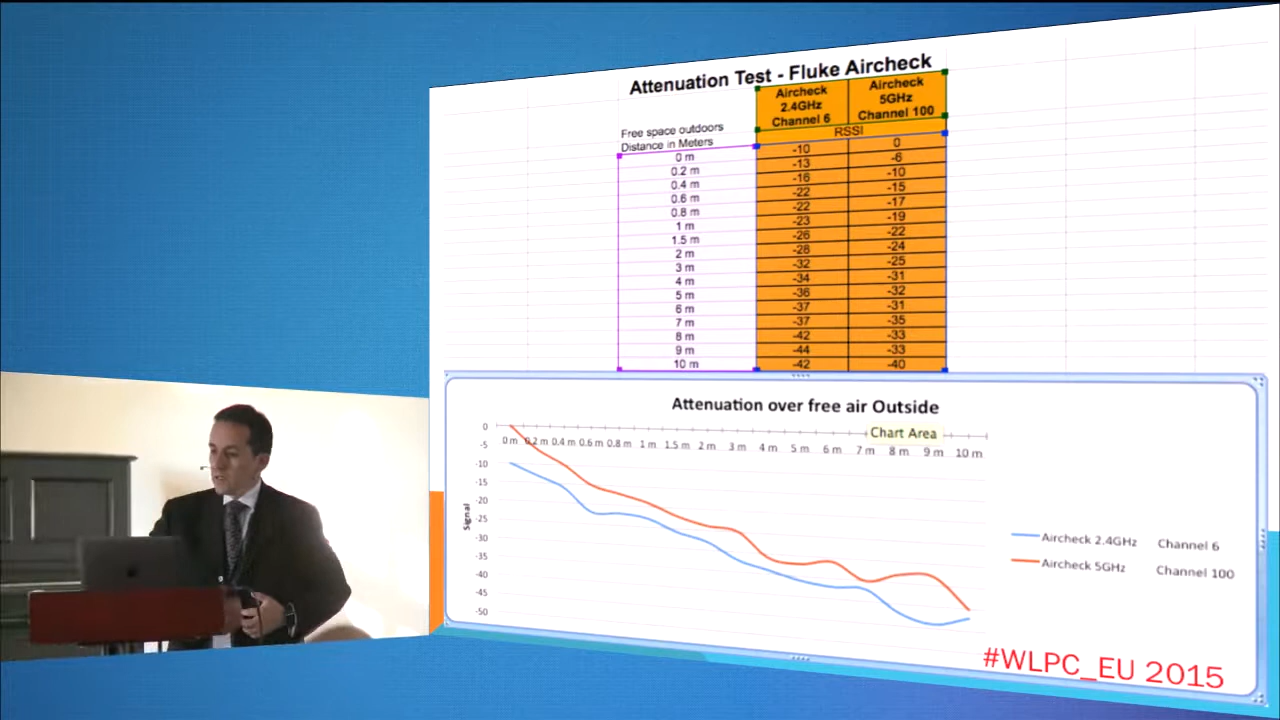 Attenuation Test - Fluke Aircheck
Aircheck 2.4GHz Channel 6
Aircheck 5GHz Channel 100
Free space outdoors
Distance in Meters
RSSI
0 m -10 0
0.2 m -13 -6
0.4 m -16 -10
0.6 m -22 -15
0.8 m -22 -17
1 m -23 -19
1.5 m -26 -22
2 m -28 -24
3 m -32 -25
4 m -34 -31
5 m -36 -32
6 m -37 -31
7 m -37 -35
8 m -42 -33
9 m -44 -33
10 m -42 -40
Attenuation over free air Outside
Chart Area
0
0 m 0.2 m 0.4 m 0.6 m 0.8 m 1 m 1.5 m 2 m 3 m 4 m 5 m 6 m 7 m 8 m 9 m 10 m
-5
-10
-15
-20
-25
-30
-35
-40
-45
-50
Signal
Aircheck 2.4GHz Channel 6
Aircheck 5GHz Channel 100
#WLPC_EU 2015